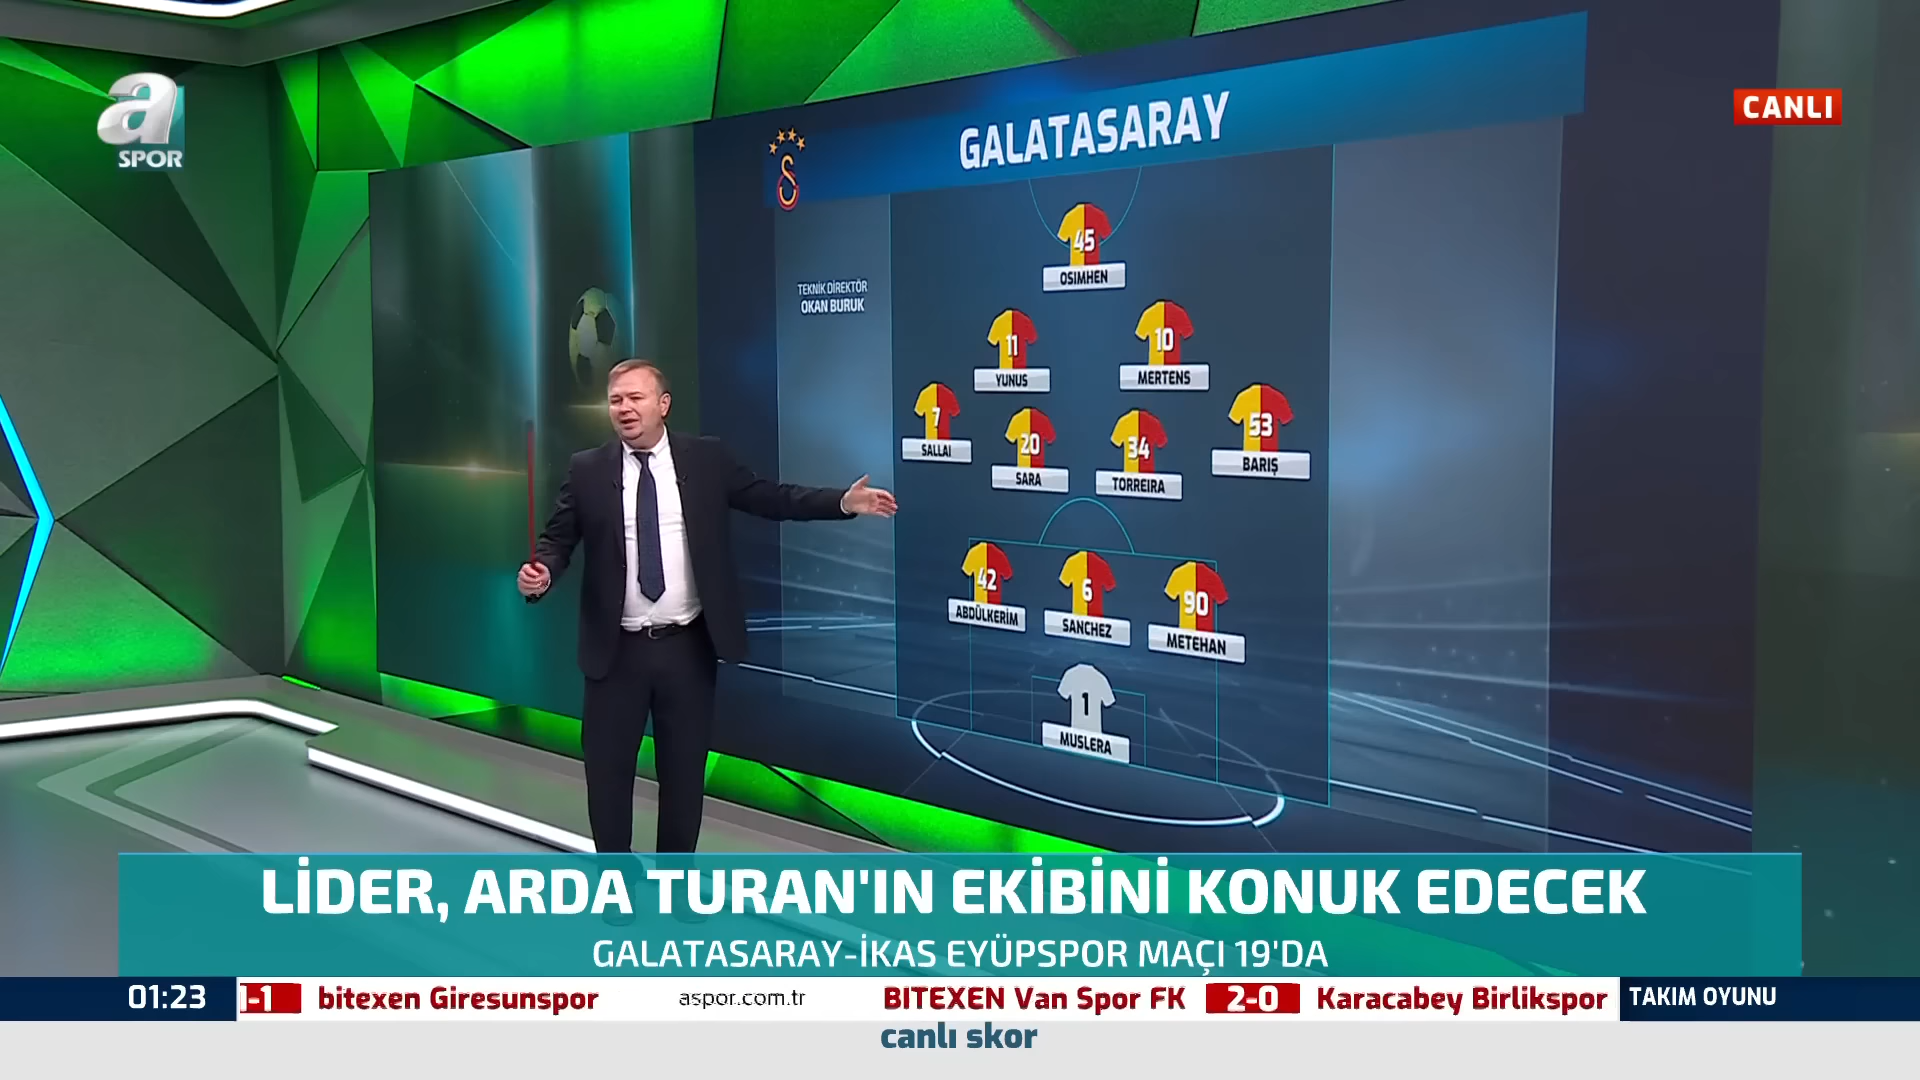 a
SPOR
CANLI
GALATASARAY
TEKNİK DİREKTÖR
OKAN BURUK
45
OSIMHEN
11
YUNUS
10
MERTENS
7
SALLAI
20
SARA
34
TORREIRA
53
BARIŞ
42
ABDÜLKERİM
6
SANCHEZ
90
METEHAN
1
MUSLERA
LİDER, ARDA TURAN'IN EKİBİNİ KONUK EDECEK
GALATASARAY-İKAS EYÜPSPOR MAÇI 19'DA
01:23
1-1 bitexen Giresunspor aspor.com.tr BITEXEN Van Spor FK 2-0 Karacabey Birlikspor
TAKIM OYUNU
canlı skor